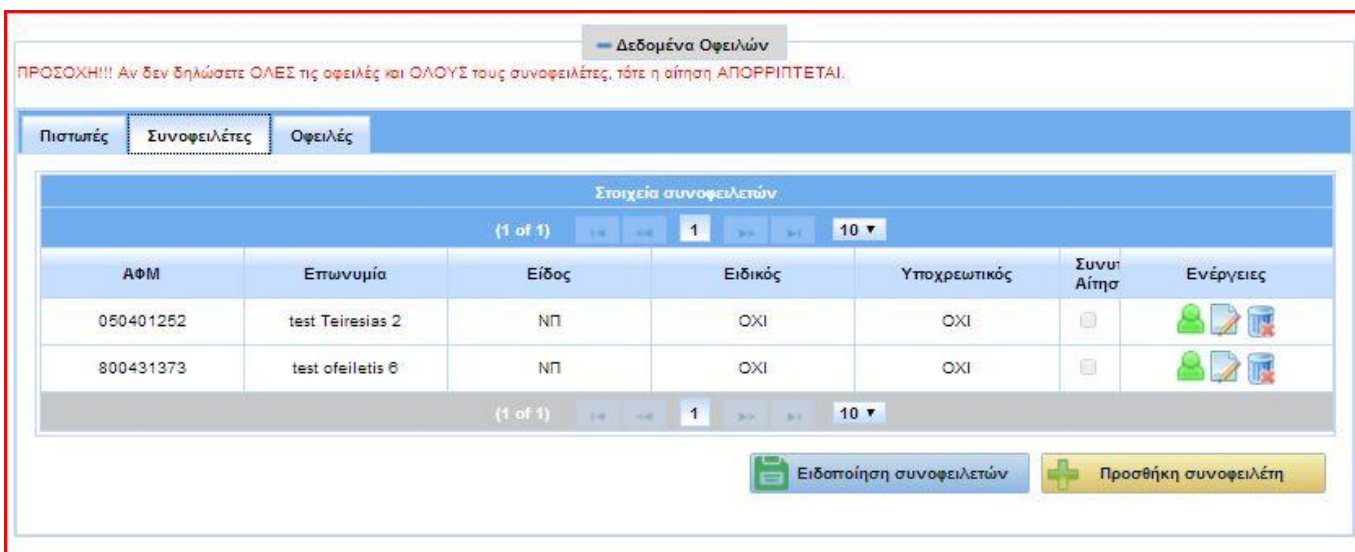 Δεδομένα Οφειλών
ΠΡΟΣΟΧΗ!!! Αν δεν δηλώσετε ΟΛΕΣ τις οφειλές και ΟΛΟΥΣ τους συνοφειλέτες, τότε η αίτηση ΑΠΟΡΡΙΠΤΕΤΑΙ.
Πιστωτές Συνοφειλέτες Οφειλές
Στοιχεία συνοφειλετών
(1 of 1) 1 10
ΑΦΜ Επωνυμία Είδος Ειδικός Υποχρεωτικός Συνυπ Αίτησ Ενέργειες
050401252 test Teiresias 2 ΝΠ ΟΧΙ ΟΧΙ
800431373 test ofeiletis 6 ΝΠ ΟΧΙ ΟΧΙ
(1 of 1) 1 10
Ειδοποίηση συνοφειλετών Προσθήκη συνοφειλέτη